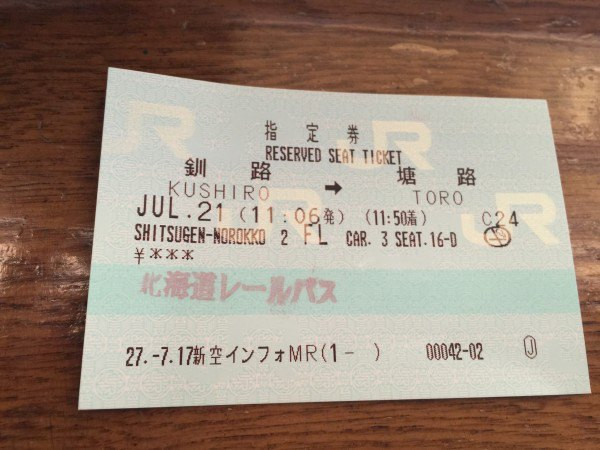 指定券
RESERVED SEAT TICKET
釧路 → 塘路
KUSHIRO TORO
JUL.21 (11:06発) (11:50着) C24
SHITSUGEN-NOROKKO 2 FL CAR. 3 SEAT.16-D
¥***
北海道レールパス
27.-7.17新空インフォMR(1- ) 00042-02 Ⓙ